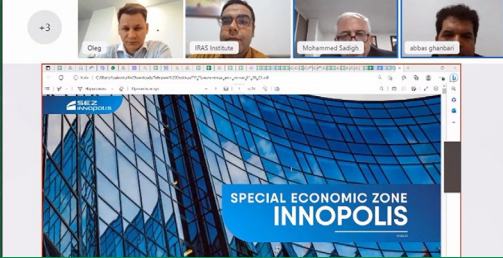 +3
Oleg
IRAS Institute
Mohammed Sadigh
abbas ghanbari
SEZ
INNOPOLIS
SPECIAL ECONOMIC ZONE
INNOPOLIS